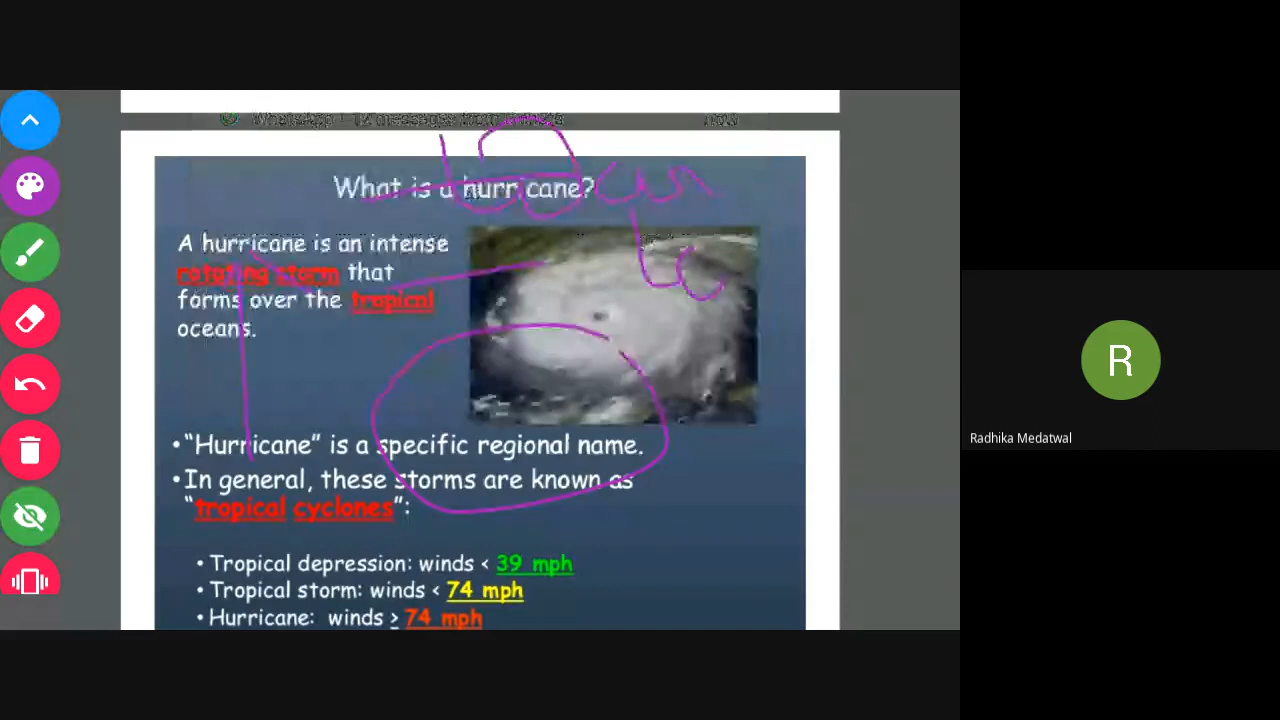 What is a hurricane?
A hurricane is an intense
rotating storm that
forms over the tropical
oceans.
•“Hurricane” is a specific regional name.
•In general, these storms are known as
“tropical cyclones”:
• Tropical depression: winds < 39 mph
• Tropical storm: winds < 74 mph
• Hurricane: winds ≥ 74 mph
R
Radhika Medatwal